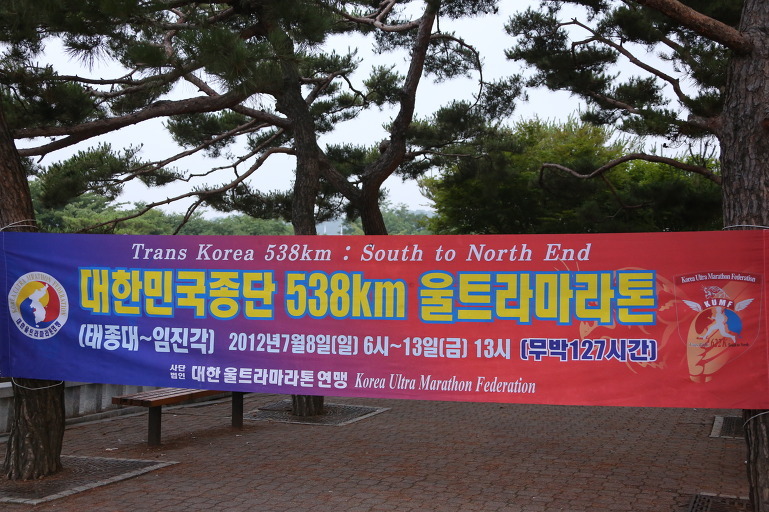 Trans Korea 538km : South to North End
대한민국종단 538km 울트라마라톤
(태종대~임진각) 2012년7월8일(일) 6시~13일(금) 13시 (무박127시간)
사단법인 대한울트라마라톤연맹 Korea Ultra Marathon Federation
Korea Ultra Marathon Federation
KUMF